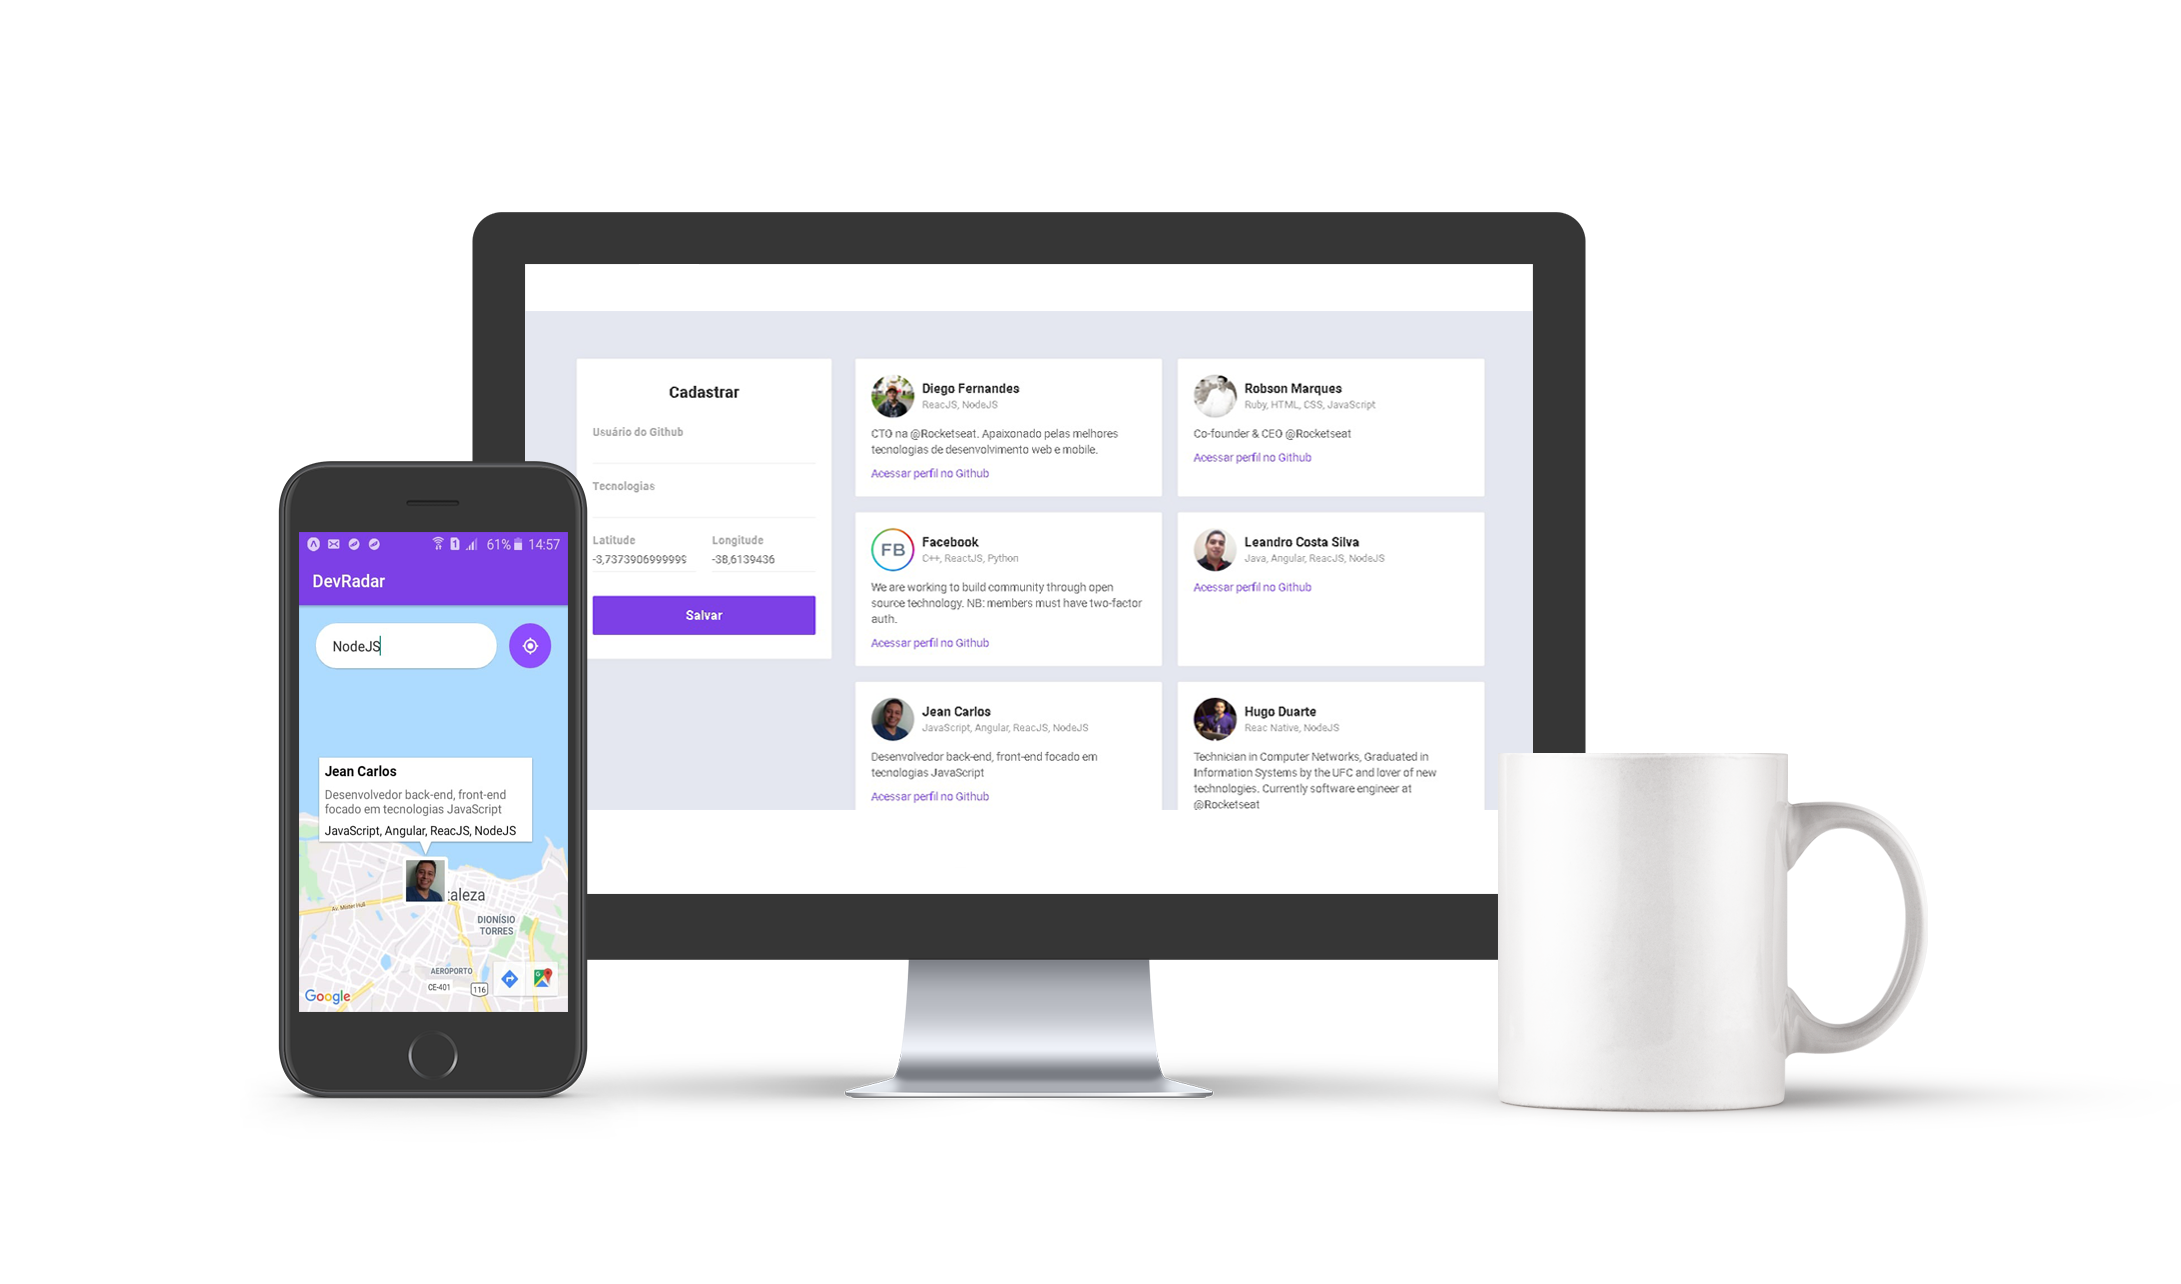 Cadastrar
Usuário do Github
Tecnologias
Latitude
Longitude
-3,7373906999999
-38,6139436
Salvar
Diego Fernandes
ReacJS, NodeJS
CTO na @Rocketseat. Apaixonado pelas melhores
tecnologias de desenvolvimento web e mobile.
Acessar perfil no Github
Robson Marques
Ruby, HTML, CSS, JavaScript
Co-founder & CEO @Rocketseat
Acessar perfil no Github
FB
Facebook
C++, ReactJS, Python
We are working to build community through open
source technology. NB: members must have two-factor
auth.
Acessar perfil no Github
Leandro Costa Silva
Java, Angular, ReacJS, NodeJS
Acessar perfil no Github
Jean Carlos
JavaScript, Angular, ReacJS, NodeJS
Desenvolvedor back-end, front-end focado em
tecnologias JavaScript
Acessar perfil no Github
Hugo Duarte
Reac Native, NodeJS
Technician in Computer Networks, Graduated in
Information Systems by the UFC and lover of new
technologies. Currently software engineer at
@Rocketseat
1 61% 14:57
DevRadar
NodeJS
Jean Carlos
Desenvolvedor back-end, front-end
focado em tecnologias JavaScript
JavaScript, Angular, ReacJS, NodeJS
taleza
Av. Mister Hull
DIONÍSIO
TORRES
AEROPORTO
CE-401
116
Google